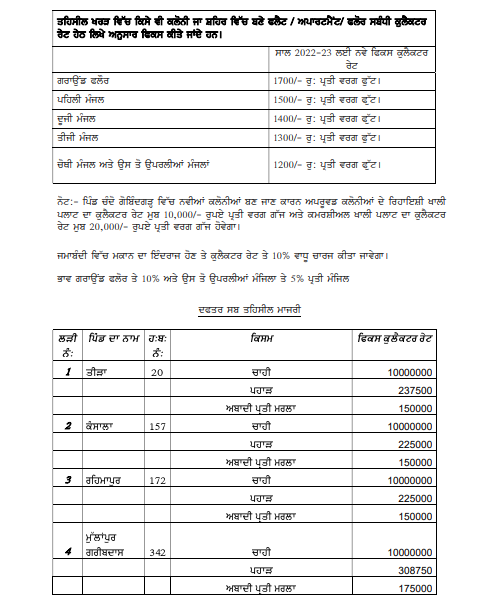 ਤਹਿਸੀਲ ਖਰੜ ਵਿੱਚ ਕਿਸੇ ਵੀ ਕਲੋਨੀ ਜਾ ਸ਼ਹਿਰ ਵਿੱਚ ਬਣੇ ਫਲੈਟ / ਅਪਾਰਟਮੈਂਟ/ ਫਲੋਰ ਸਬੰਧੀ ਕੁਲੈਕਟਰ
ਰੇਟ ਹੇਠ ਲਿਖੇ ਅਨੁਸਾਰ ਫਿਕਸ ਕੀਤੇ ਜਾਂਦੇ ਹਨ।
ਸਾਲ 2022-23 ਲਈ ਨਵੇ ਫਿਕਸ ਕੁਲੈਕਟਰ
ਰੇਟ
ਗਰਾਊਂਡ ਫਲੌਰ 1700/- ਰੁ: ਪ੍ਰਤੀ ਵਰਗ ਫੁੱਟ।
ਪਹਿਲੀ ਮੰਜਲ 1500/- ਰੁ: ਪ੍ਰਤੀ ਵਰਗ ਫੁੱਟ।
ਦੂਜੀ ਮੰਜਲ 1400/- ਰੁ: ਪ੍ਰਤੀ ਵਰਗ ਫੁੱਟ।
ਤੀਜੀ ਮੰਜਲ 1300/- ਰੁ: ਪ੍ਰਤੀ ਵਰਗ ਫੁੱਟ।
ਚੋਥੀ ਮੰਜਲ ਅਤੇ ਉਸ ਤੋ ਉਪਰਲੀਆਂ ਮੰਜਲਾਂ 1200/- ਰੁ: ਪ੍ਰਤੀ ਵਰਗ ਫੁੱਟ।
ਨੋਟ:- ਪਿੰਡ ਚੰਦੋ ਗੋਬਿੰਦਗੜ੍ਹ ਵਿੱਚ ਨਵੀਆਂ ਕਲੋਨੀਆਂ ਬਣ ਜਾਣ ਕਾਰਨ ਅਪਰੂਵਡ ਕਲੋਨੀਆਂ ਦੇ ਰਿਹਾਇਸ਼ੀ ਖਾਲੀ
ਪਲਾਟ ਦਾ ਕੁਲੈਕਟਰ ਰੇਟ ਮੁਬ 10,000/- ਰੁਪਏ ਪ੍ਰਤੀ ਵਰਗ ਗੱਜ ਅਤੇ ਕਮਰਸ਼ੀਅਲ ਖਾਲੀ ਪਲਾਟ ਦਾ ਕੁਲੈਕਟਰ
ਰੇਟ ਮੁਬ 20,000/- ਰੁਪਏ ਪ੍ਰਤੀ ਵਰਗ ਗੱਜ ਹੋਵੇਗਾ।
ਜਮਾਬੰਦੀ ਵਿੱਚ ਮਕਾਨ ਦਾ ਇੰਦਰਾਜ ਹੋਣ ਤੇ ਕੁਲੈਕਟਰ ਰੇਟ ਤੇ 10% ਵਾਧੂ ਚਾਰਜ ਕੀਤਾ ਜਾਵੇਗਾ।
ਭਾਵ ਗਰਾਊਂਡ ਫਲੋਰ ਤੇ 10% ਅਤੇ ਉਸ ਤੋ ਉਪਰਲੀਆਂ ਮੰਜਿਲਾ ਤੇ 5% ਪ੍ਰਤੀ ਮੰਜਿਲ
ਦਫਤਰ ਸਬ ਤਹਿਸੀਲ ਮਾਜਰੀ
ਲੜੀ ਪਿੰਡ ਦਾ ਨਾਮ ਹ:ਬ: ਕਿਸਮ ਫਿਕਸ ਕੁਲੈਕਟਰ ਰੇਟ
ਨੰ: ਨੰ:
1 ਤੀੜਾ 20 ਚਾਹੀ 10000000
ਪਹਾੜ 237500
ਅਬਾਦੀ ਪ੍ਰਤੀ ਮਰਲਾ 150000
2 ਕੰਸਾਲਾ 157 ਚਾਹੀ 10000000
ਪਹਾੜ 225000
ਅਬਾਦੀ ਪ੍ਰਤੀ ਮਰਲਾ 150000
3 ਰਹਿਮਾਪੁਰ 172 ਚਾਹੀ 10000000
ਪਹਾੜ 225000
ਅਬਾਦੀ ਪ੍ਰਤੀ ਮਰਲਾ 150000
ਮੁੱਲਾਂਪੁਰ
4 ਗਰੀਬਦਾਸ 342 ਚਾਹੀ 10000000
ਪਹਾੜ 308750
ਅਬਾਦੀ ਪ੍ਰਤੀ ਮਰਲਾ 175000